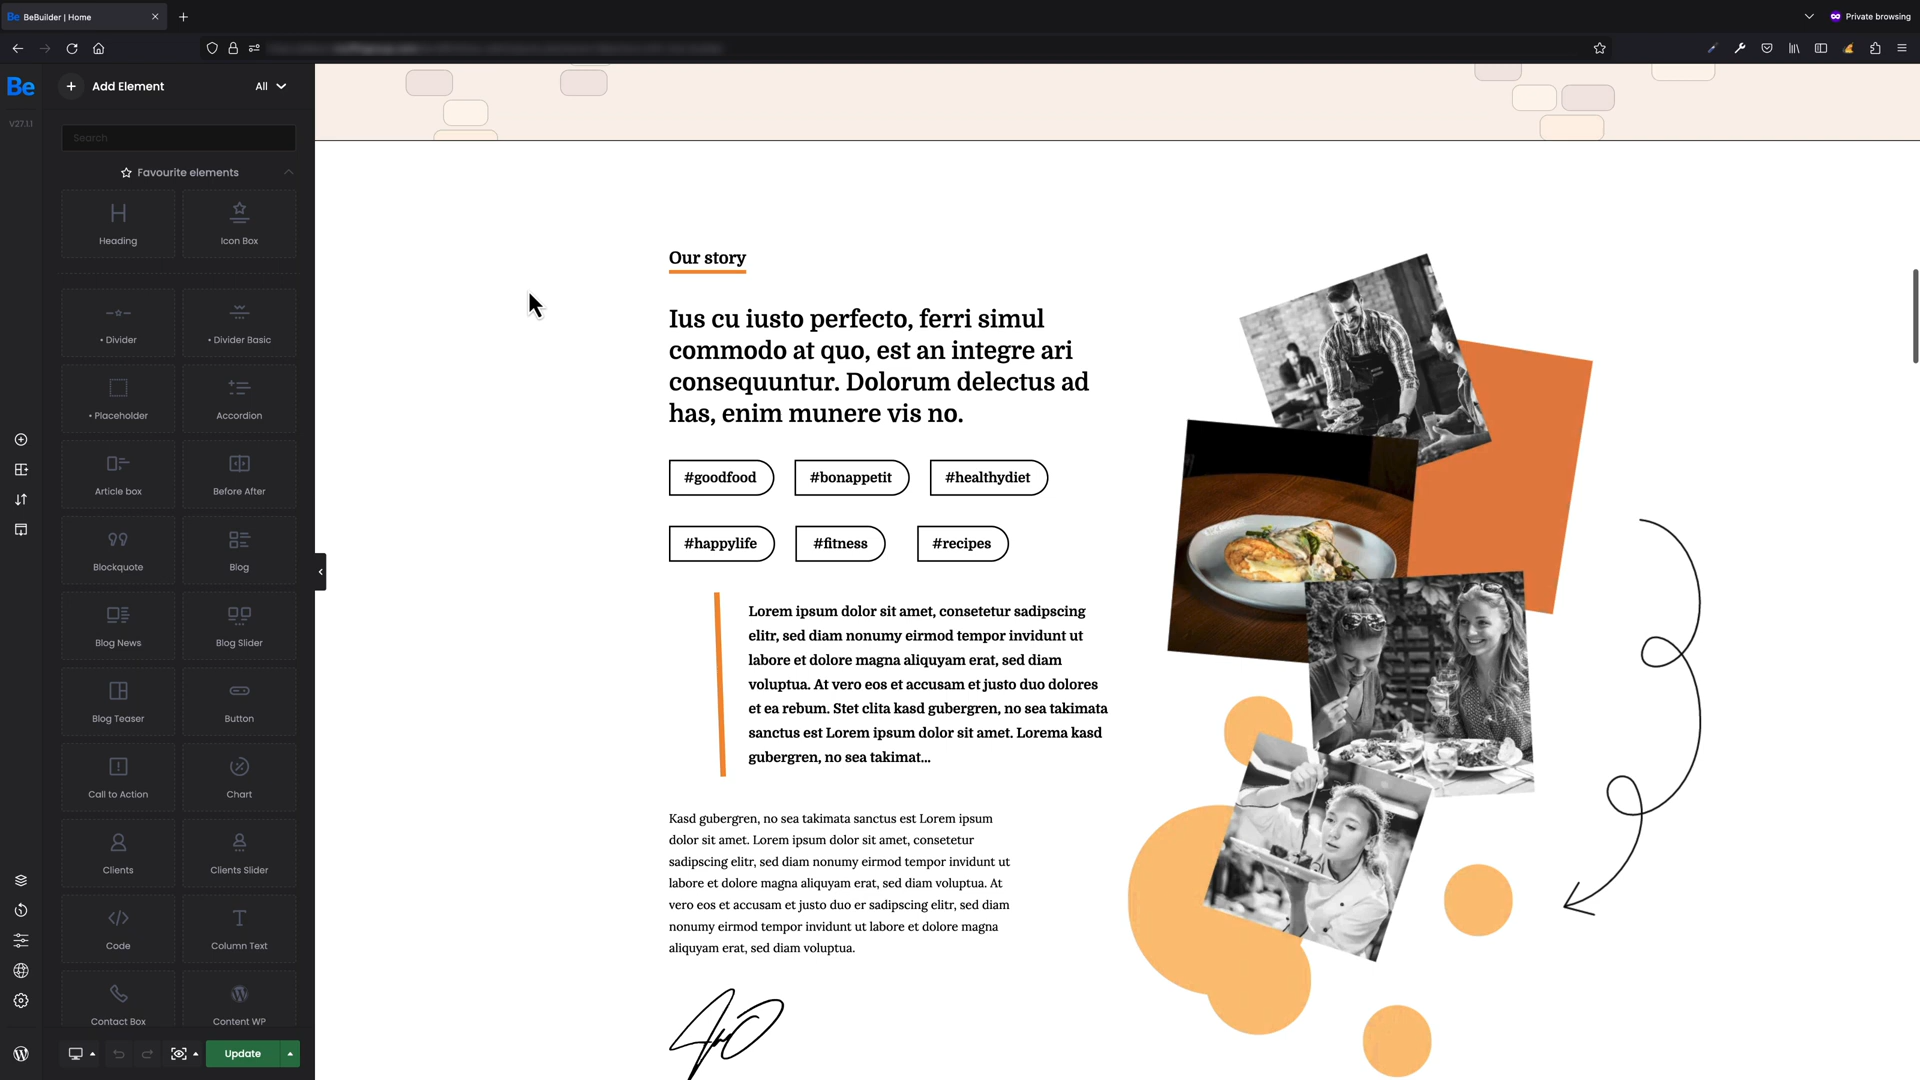 Be BeBuilder | Home
Private browsing
Be
Add Element
All
V27.1.1
Search
Favourite elements
Heading
Icon Box
• Divider
• Divider Basic
• Placeholder
Accordion
Article box
Before After
Blockquote
Blog
Blog News
Blog Slider
Blog Teaser
Button
Call to Action
Chart
Clients
Clients Slider
Code
Column Text
Contact Box
Content WP
Update
Our story
Ius cu iusto perfecto, ferri simul
commodo at quo, est an integre ari
consequuntur. Dolorum delectus ad
has, enim munere vis no.
#goodfood
#bonappetit
#healthydiet
#happylife
#fitness
#recipes
Lorem ipsum dolor sit amet, consetetur sadipscing
elitr, sed diam nonumy eirmod tempor invidunt ut
labore et dolore magna aliquyam erat, sed diam
voluptua. At vero eos et accusam et justo duo dolores
et ea rebum. Stet clita kasd gubergren, no sea takimata
sanctus est Lorem ipsum dolor sit amet. Lorema kasd
gubergren, no sea takimat...
Kasd gubergren, no sea takimata sanctus est Lorem ipsum
dolor sit amet. Lorem ipsum dolor sit amet, consetetur
sadipscing elitr, sed diam nonumy eirmod tempor invidunt ut
labore et dolore magna aliquyam erat, sed diam voluptua. At
vero eos et accusam et justo duo er sadipscing elitr, sed diam
nonumy eirmod tempor invidunt ut labore et dolore magna
aliquyam erat, sed diam voluptua.